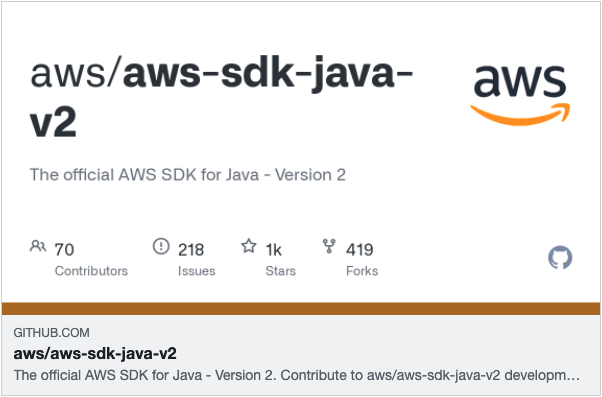 aws/aws-sdk-java-
v2
aws
The official AWS SDK for Java - Version 2
70
Contributors
218
Issues
1k
Stars
419
Forks
GITHUB.COM
aws/aws-sdk-java-v2
The official AWS SDK for Java - Version 2. Contribute to aws/aws-sdk-java-v2 developm...